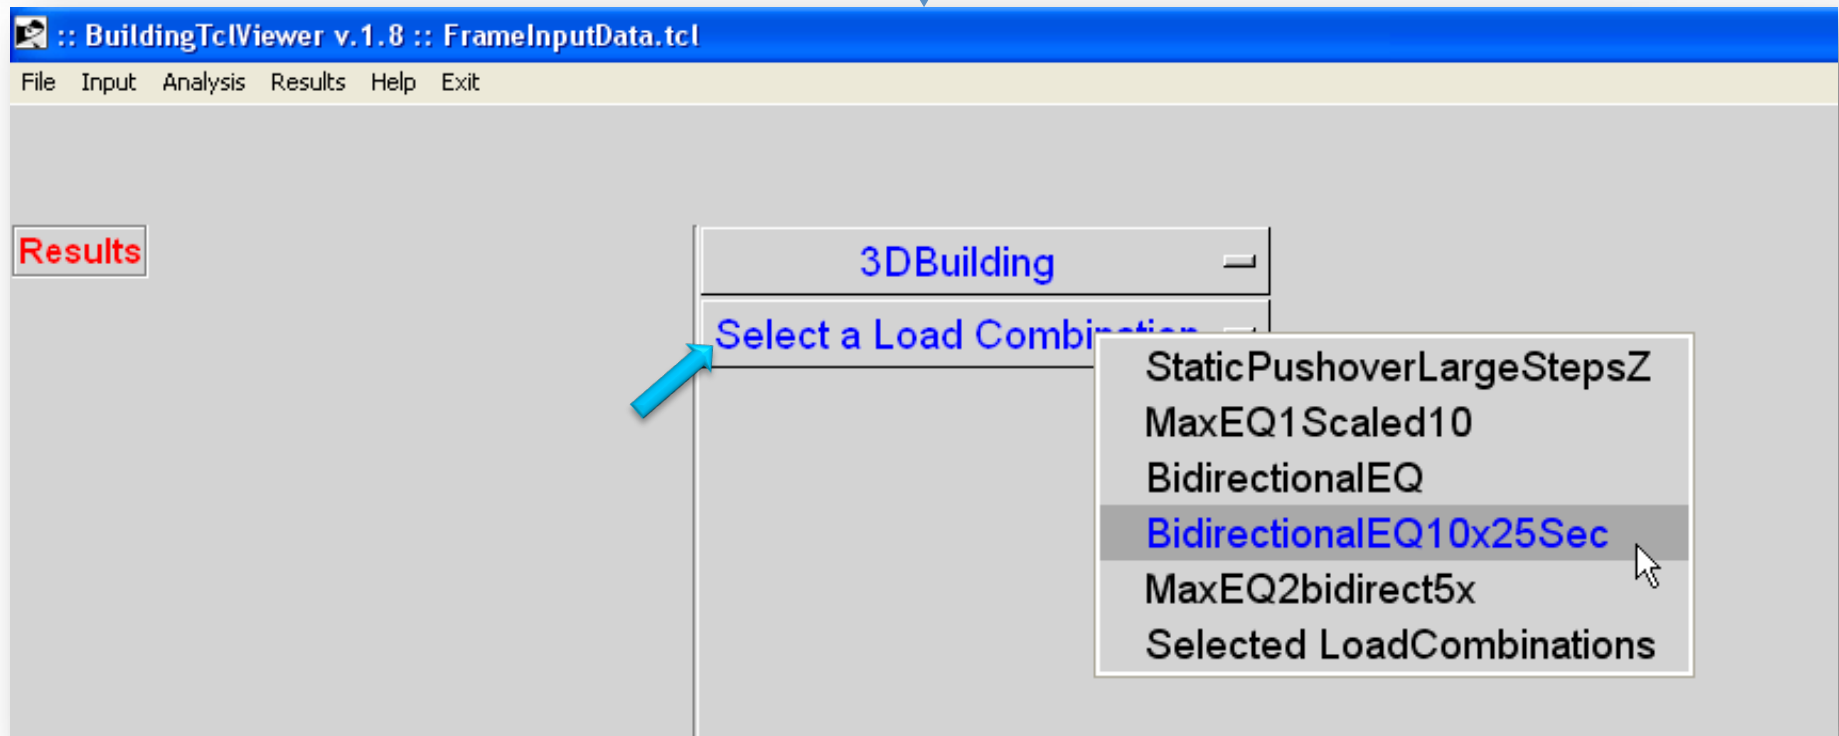 :: BuildingTclViewer v.1.8 :: FrameInputData.tcl
File Input Analysis Results Help Exit
Results
3DBuilding
Select a Load Combination
StaticPushoverLargeStepsZ
MaxEQ1Scaled10
BidirectionalEQ
BidirectionalEQ10x25Sec
MaxEQ2bidirect5x
Selected LoadCombinations